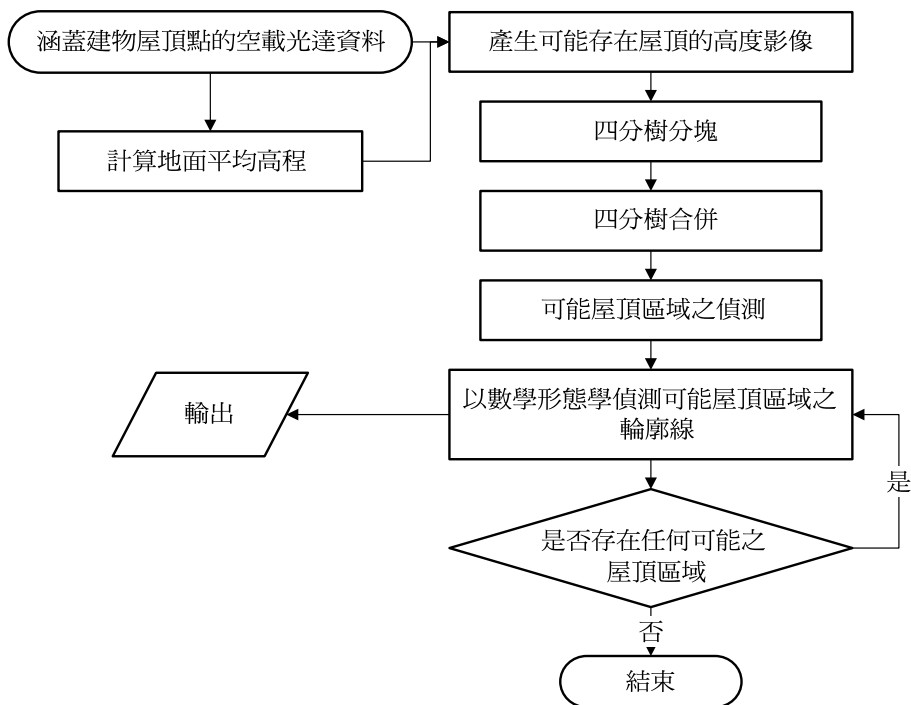 涵蓋建物屋頂點的空載光達資料
產生可能存在屋頂的高度影像
計算地面平均高程
四分樹分塊
四分樹合併
可能屋頂區域之偵測
以數學形態學偵測可能屋頂區域之
輪廓線
輸出
是
是否存在任何可能之
屋頂區域
否
結束